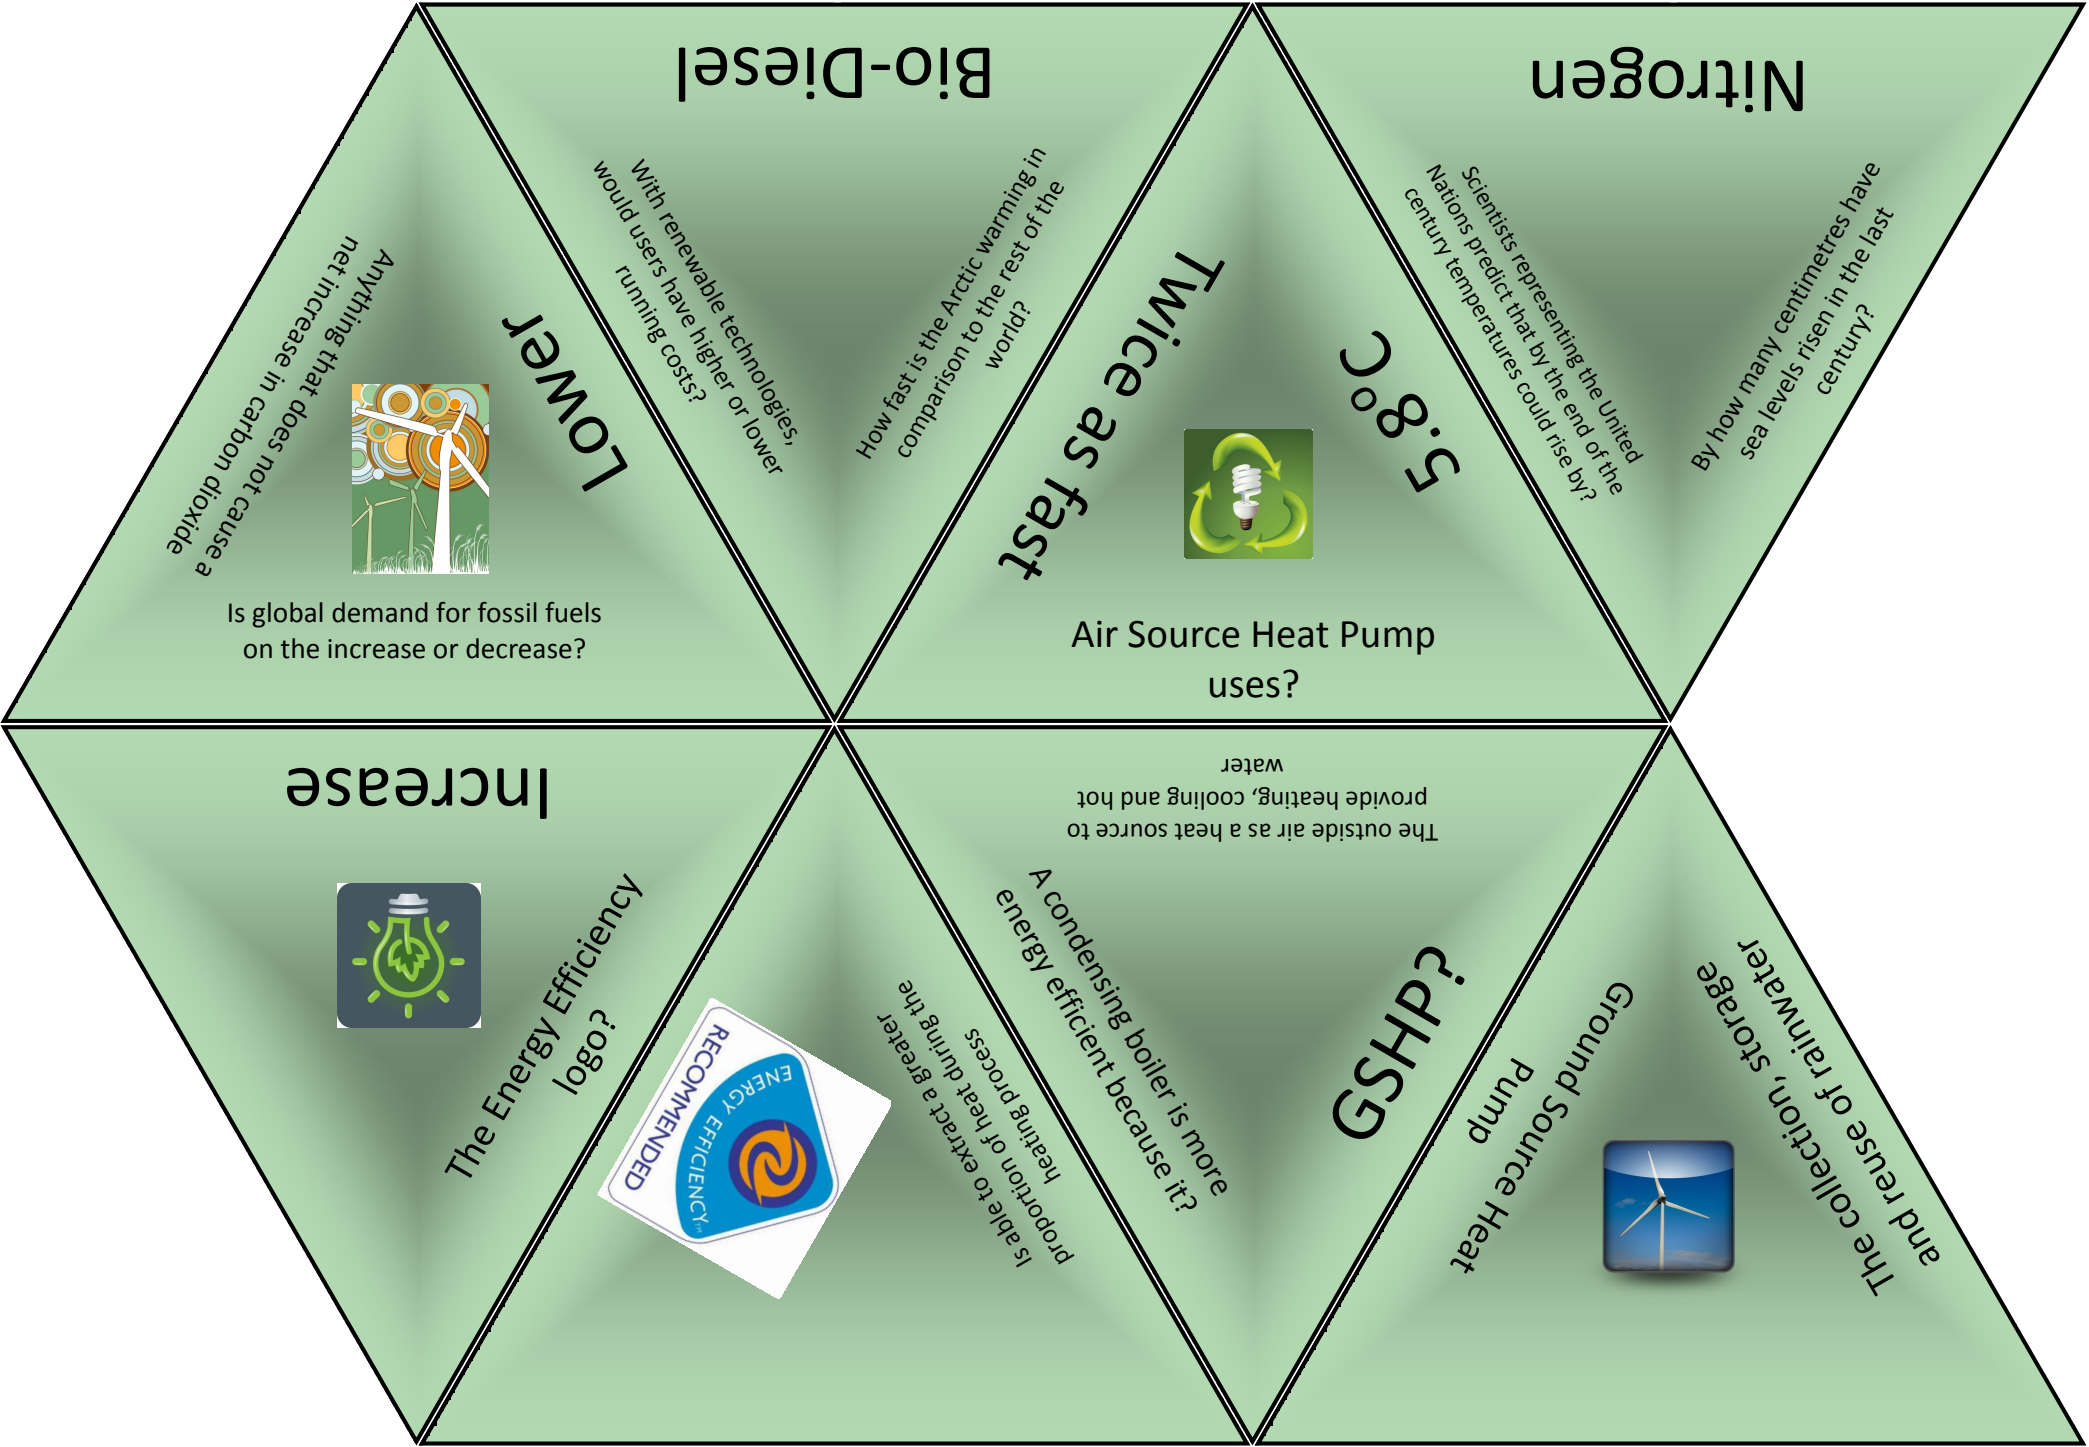 Bio-Diesel
With renewable technologies,
would users have higher or lower
running costs?
How fast is the Arctic warming in
comparison to the rest of the
world?
Nitrogen
Scientists representing the United
Nations predict that by the end of the
century temperatures could rise by?
By how many centimetres have
sea levels risen in the last
century?
Anything that does not cause a
net increase in carbon dioxide
Lower
Is global demand for fossil fuels
on the increase or decrease?
Twice as fast
5.8°C
Air Source Heat Pump
uses?
Increase
The Energy Efficiency
logo?
RECOMMENDED
ENERGY EFFICIENCY™
Is able to extract a greater
proportion of heat during the
heating process
The outside air as a heat source to
provide heating, cooling and hot
water
A condensing boiler is more
energy efficient because it?
GSHP?
Ground Source Heat
Pump
The collection, storage
and reuse of rainwater